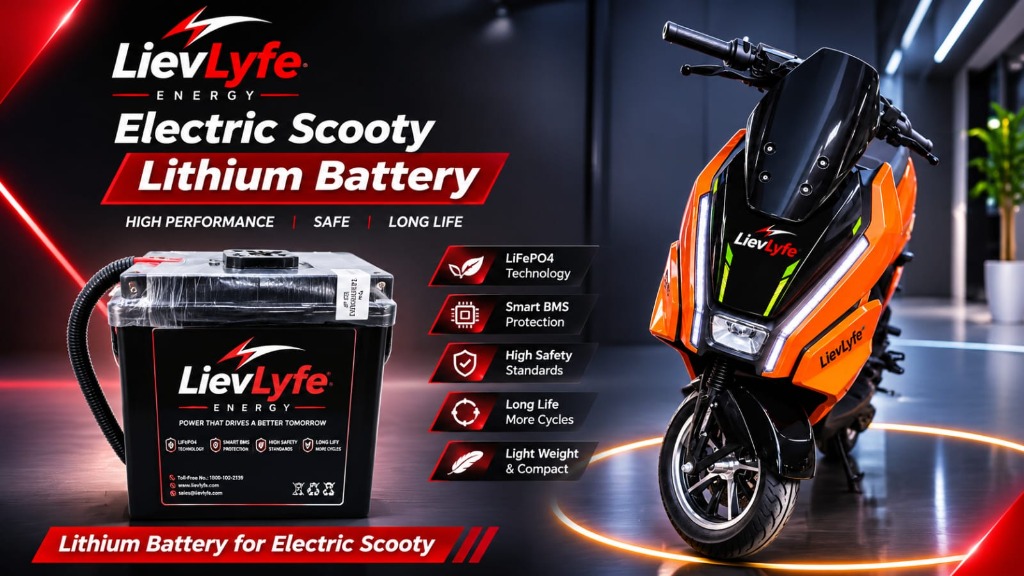 LievLyfe
ENERGY
Electric Scooty
Lithium Battery
HIGH PERFORMANCE | SAFE | LONG LIFE
LiFePO4
Technology
Smart BMS
Protection
High Safety
Standards
Long Life
More Cycles
Light Weight
& Compact
LievLyfe
ENERGY
POWER THAT DRIVES A BETTER TOMORROW
LiFePO4
TECHNOLOGY
SMART BMS
PROTECTION
HIGH SAFETY
STANDARDS
LONG LIFE
MORE CYCLES
Toll-Free No.: 1800-102-2139
www.lievlyfe.com
sales@lievlyfe.com
LievLyfe
LievLyfe
Lithium Battery for Electric Scooty